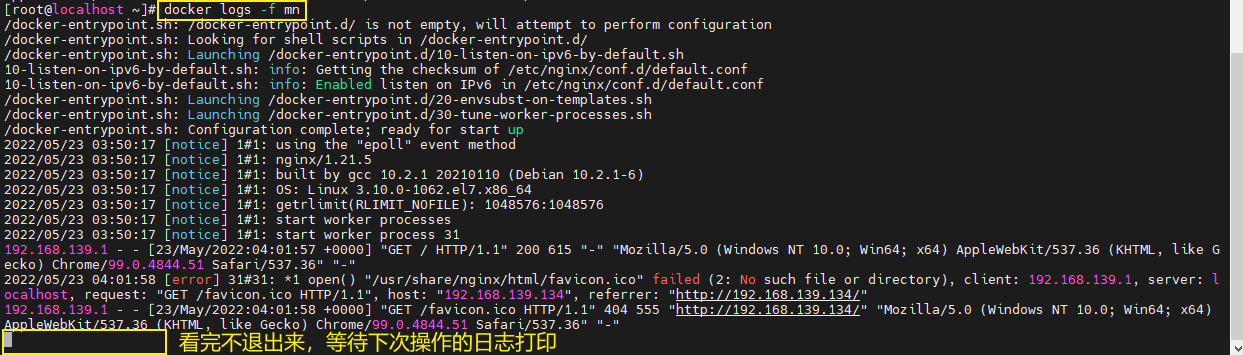 [root@localhost ~]# docker logs -f mn
/docker-entrypoint.sh: /docker-entrypoint.d/ is not empty, will attempt to perform configuration
/docker-entrypoint.sh: Looking for shell scripts in /docker-entrypoint.d/
/docker-entrypoint.sh: Launching /docker-entrypoint.d/10-listen-on-ipv6-by-default.sh
10-listen-on-ipv6-by-default.sh: info: Getting the checksum of /etc/nginx/conf.d/default.conf
10-listen-on-ipv6-by-default.sh: info: Enabled listen on IPv6 in /etc/nginx/conf.d/default.conf
/docker-entrypoint.sh: Launching /docker-entrypoint.d/20-envsubst-on-templates.sh
/docker-entrypoint.sh: Launching /docker-entrypoint.d/30-tune-worker-processes.sh
/docker-entrypoint.sh: Configuration complete; ready for start up
2022/05/23 03:50:17 [notice] 1#1: using the "epoll" event method
2022/05/23 03:50:17 [notice] 1#1: nginx/1.21.5
2022/05/23 03:50:17 [notice] 1#1: built by gcc 10.2.1 20210110 (Debian 10.2.1-6)
2022/05/23 03:50:17 [notice] 1#1: OS: Linux 3.10.0-1062.el7.x86_64
2022/05/23 03:50:17 [notice] 1#1: getrlimit(RLIMIT_NOFILE): 1048576:1048576
2022/05/23 03:50:17 [notice] 1#1: start worker processes
2022/05/23 03:50:17 [notice] 1#1: start worker process 31
192.168.139.1 - - [23/May/2022:04:01:57 +0000] "GET / HTTP/1.1" 200 615 "-" "Mozilla/5.0 (Windows NT 10.0; Win64; x64) AppleWebKit/537.36 (KHTML, like G
ecko) Chrome/99.0.4844.51 Safari/537.36" "-"
2022/05/23 04:01:58 [error] 31#31: *1 open() "/usr/share/nginx/html/favicon.ico" failed (2: No such file or directory), client: 192.168.139.1, server: l
ocalhost, request: "GET /favicon.ico HTTP/1.1", host: "192.168.139.134", referrer: "http://192.168.139.134/"
192.168.139.1 - - [23/May/2022:04:01:58 +0000] "GET /favicon.ico HTTP/1.1" 404 555 "http://192.168.139.134/" "Mozilla/5.0 (Windows NT 10.0; Win64; x64)
AppleWebKit/537.36 (KHTML, like Gecko) Chrome/99.0.4844.51 Safari/537.36" "-"
看完不退出来，等待下次操作的日志打印